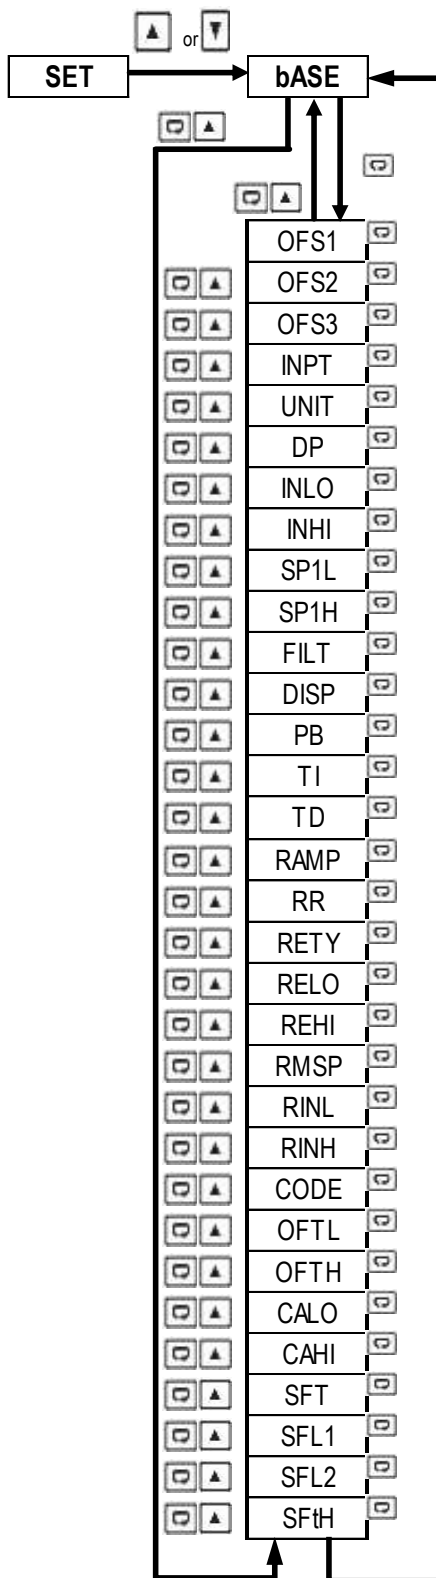 or
SET
bASE
OFS1
OFS2
OFS3
INPT
UNIT
DP
INLO
INHI
SP1L
SP1H
FILT
DISP
PB
TI
TD
RAMP
RR
RETY
RELO
REHI
RMSP
RINL
RINH
CODE
OFTL
OFTH
CALO
CAHI
SFT
SFL1
SFL2
SFtH